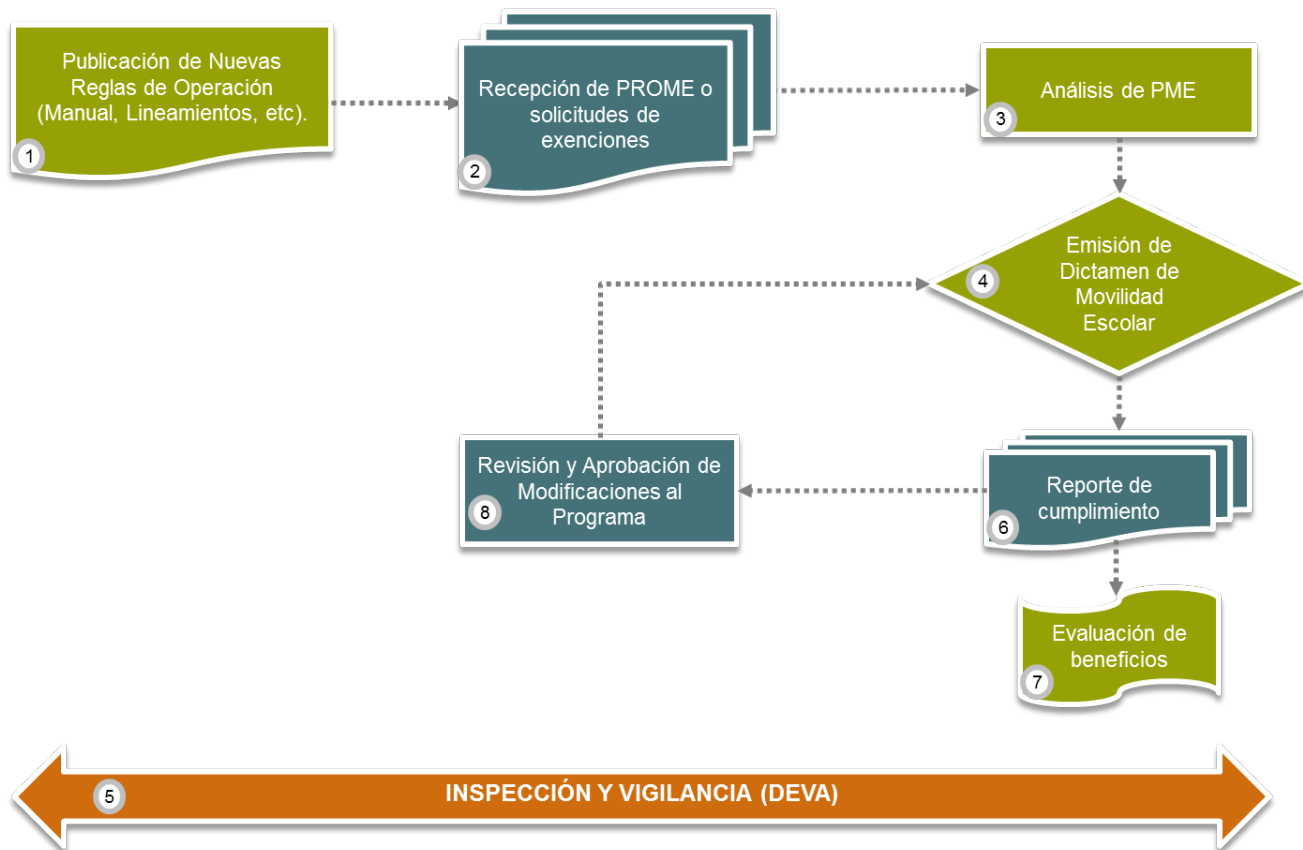 Publicación de Nuevas
Reglas de Operación
(Manual, Lineamientos, etc).
1
Recepción de PROME o
solicitudes de
exenciones
2
Análisis de PME
3
Emisión de
Dictamen de
Movilidad
Escolar
4
Revisión y Aprobación de
Modificaciones al
Programa
8
Reporte de
cumplimiento
6
Evaluación de
beneficios
7
5
INSPECCIÓN Y VIGILANCIA (DEVA)